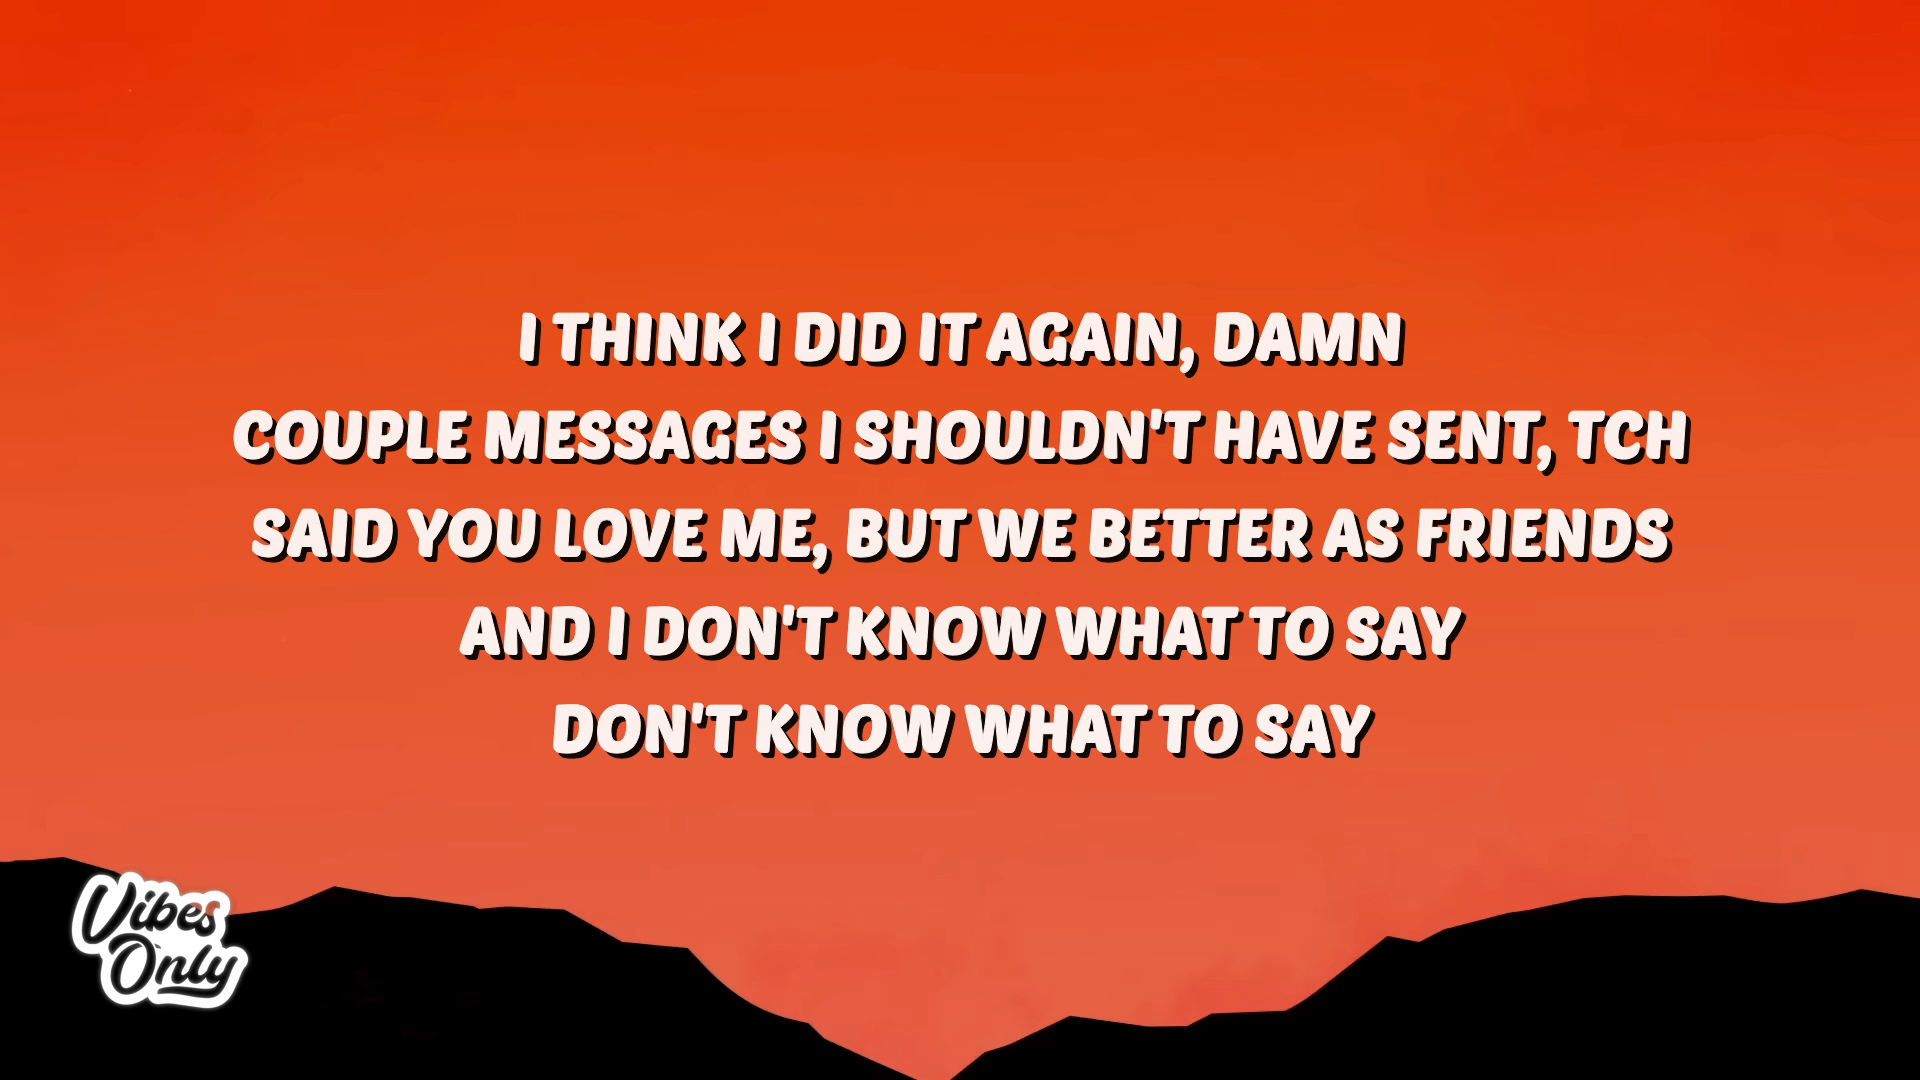 I THINK I DID IT AGAIN, DAMN
COUPLE MESSAGES I SHOULDN'T HAVE SENT, TCH
SAID YOU LOVE ME, BUT WE BETTER AS FRIENDS
AND I DON'T KNOW WHAT TO SAY
DON'T KNOW WHAT TO SAY
Vibes
Only